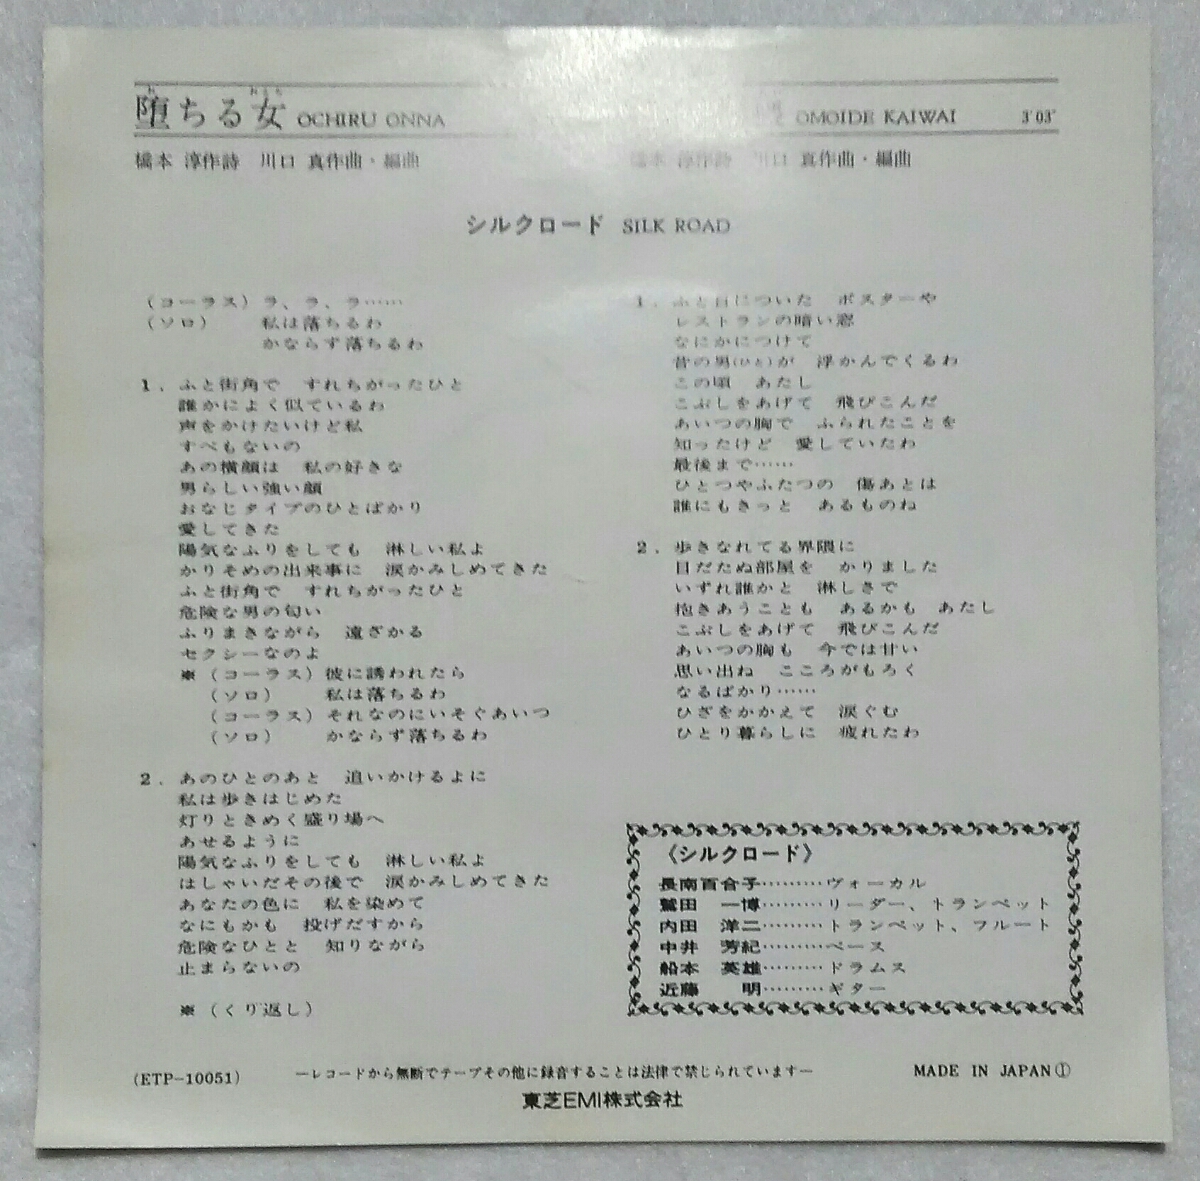 堕ちる女 OCHIRU ONNA
橋本 淳作詩 川口 真作曲・編曲
OMOIDE KAIWAI 3'03"
橋本 淳作詩 川口 真作曲・編曲
シルクロード SILK ROAD
(コーラス) ラ、ラ、ラ……
(ソロ) 私は落ちるわ
かならず落ちるわ
1. ふと街角で すれちがったひと
誰かによく似ているわ
声をかけたいけど私
すべもないの
あの横顔は 私の好きな
男らしい強い顔
おなじタイプのひとばかり
愛してきた
陽気なふりをしても 淋しい私よ
かりそめの出来事に 涙かみしめてきた
ふと街角で すれちがったひと
危険な男の匂い
ふりまきながら 遠ざかる
セクシーなのよ
※(コーラス) 彼に誘われたら
(ソロ) 私は落ちるわ
(コーラス) それなのにいそぐあいつ
(ソロ) かならず落ちるわ
2. あのひとのあと 追いかけるよに
私は歩きはじめた
灯りときめく盛り場へ
あせるように
陽気なふりをしても 淋しい私よ
はしゃいだその後で 涙かみしめてきた
あなたの色に 私を染めて
なにもかも 投げだすから
危険なひとと 知りながら
止まらないの
※(くり返し)
1. ふと目についた ポスターや
レストランの暗い窓
なにかにつけて
昔の男(ひと)が 浮かんでくるわ
この頃 あたし
こぶしをあげて 飛びこんだ
あいつの胸で ふられたことを
知ったけど 愛していたわ
最後まで……
ひとつやふたつの 傷あとは
誰にもきっと あるものね
2. 歩きなれてる界隈に
目だたぬ部屋を かりました
いずれ誰かと 淋しさで
抱きあうことも あるかも あたし
こぶしをあげて 飛びこんだ
あいつの胸も 今では甘い
思い出ね こころがもろく
なるばかり……
ひざをかかえて 涙ぐむ
ひとり暮らしに 疲れたわ
〈シルクロード〉
長南百合子………ヴォーカル
鷲田 一博………リーダー、トランペット
内田 洋二………トランペット、フルート
中井 芳紀………ベース
船本 英雄………ドラムス
近藤 明………ギター
(ETP-10051) ―レコードから無断でテープその他に録音することは法律で禁じられています― MADE IN JAPAN①
東芝EMI株式会社